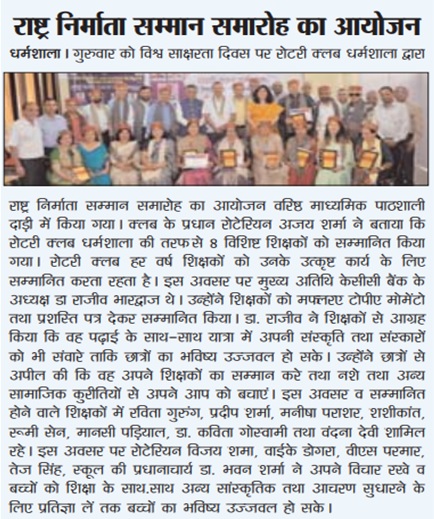 राष्ट्र निर्माता सम्मान समारोह का आयोजन
धर्मशाला। गुरुवार को विश्व साक्षरता दिवस पर रोटरी क्लब धर्मशाला द्वारा
राष्ट्र निर्माता सम्मान समारोह का आयोजन वरिष्ठ माध्यमिक पाठशाली
दाड़ी में किया गया। क्लब के प्रधान रोटेरियन अजय शर्मा ने बताया कि
रोटरी क्लब धर्मशाला की तरफ से 8 विशिष्ट शिक्षकों को सम्मानित किया
गया। रोटरी क्लब हर वर्ष शिक्षकों को उनके उत्कृष्ट कार्य के लिए
सम्मानित करता रहता है। इस अवसर पर मुख्य अतिथि केसीसी बैंक के
अध्यक्ष डा राजीव भारद्वाज थे। उन्होंने शिक्षकों को मफ्लरए टोपीए मोमेंटो
तथा प्रशस्ति पत्र देकर सम्मानित किया। डा. राजीव ने शिक्षकों से आग्रह
किया कि वह पढ़ाई के साथ-साथ यात्रा में अपनी संस्कृति तथा संस्कारों
को भी संवारे ताकि छात्रों का भविष्य उज्जवल हो सके। उन्होंने छात्रों से
अपील की कि वह अपने शिक्षकों का सम्मान करे तथा नशे तथा अन्य
सामाजिक कुरीतियों से अपने आप को बचाएं। इस अवसर व सम्मानित
होने वाले शिक्षकों में रविता गुरुंग, प्रदीप शर्मा, मनीषा पराशर, शशीकांत,
रूमी सेन, मानसी पड़ियाल, डा. कविता गोस्वामी तथा वंदना देवी शामिल
रहे। इस अवसर पर रोटेरियन विजय शमा, वाईके डोगरा, वीएस परमार,
तेज सिंह, स्कूल की प्रधानाचार्य डा. भवन शर्मा ने अपने विचार रखे व
बच्चों को शिक्षा के साथ.साथ अन्य सांस्कृतिक तथा आचरण सुधारने के
लिए प्रतिज्ञा लें तक बच्चों का भविष्य उज्जवल हो सके।